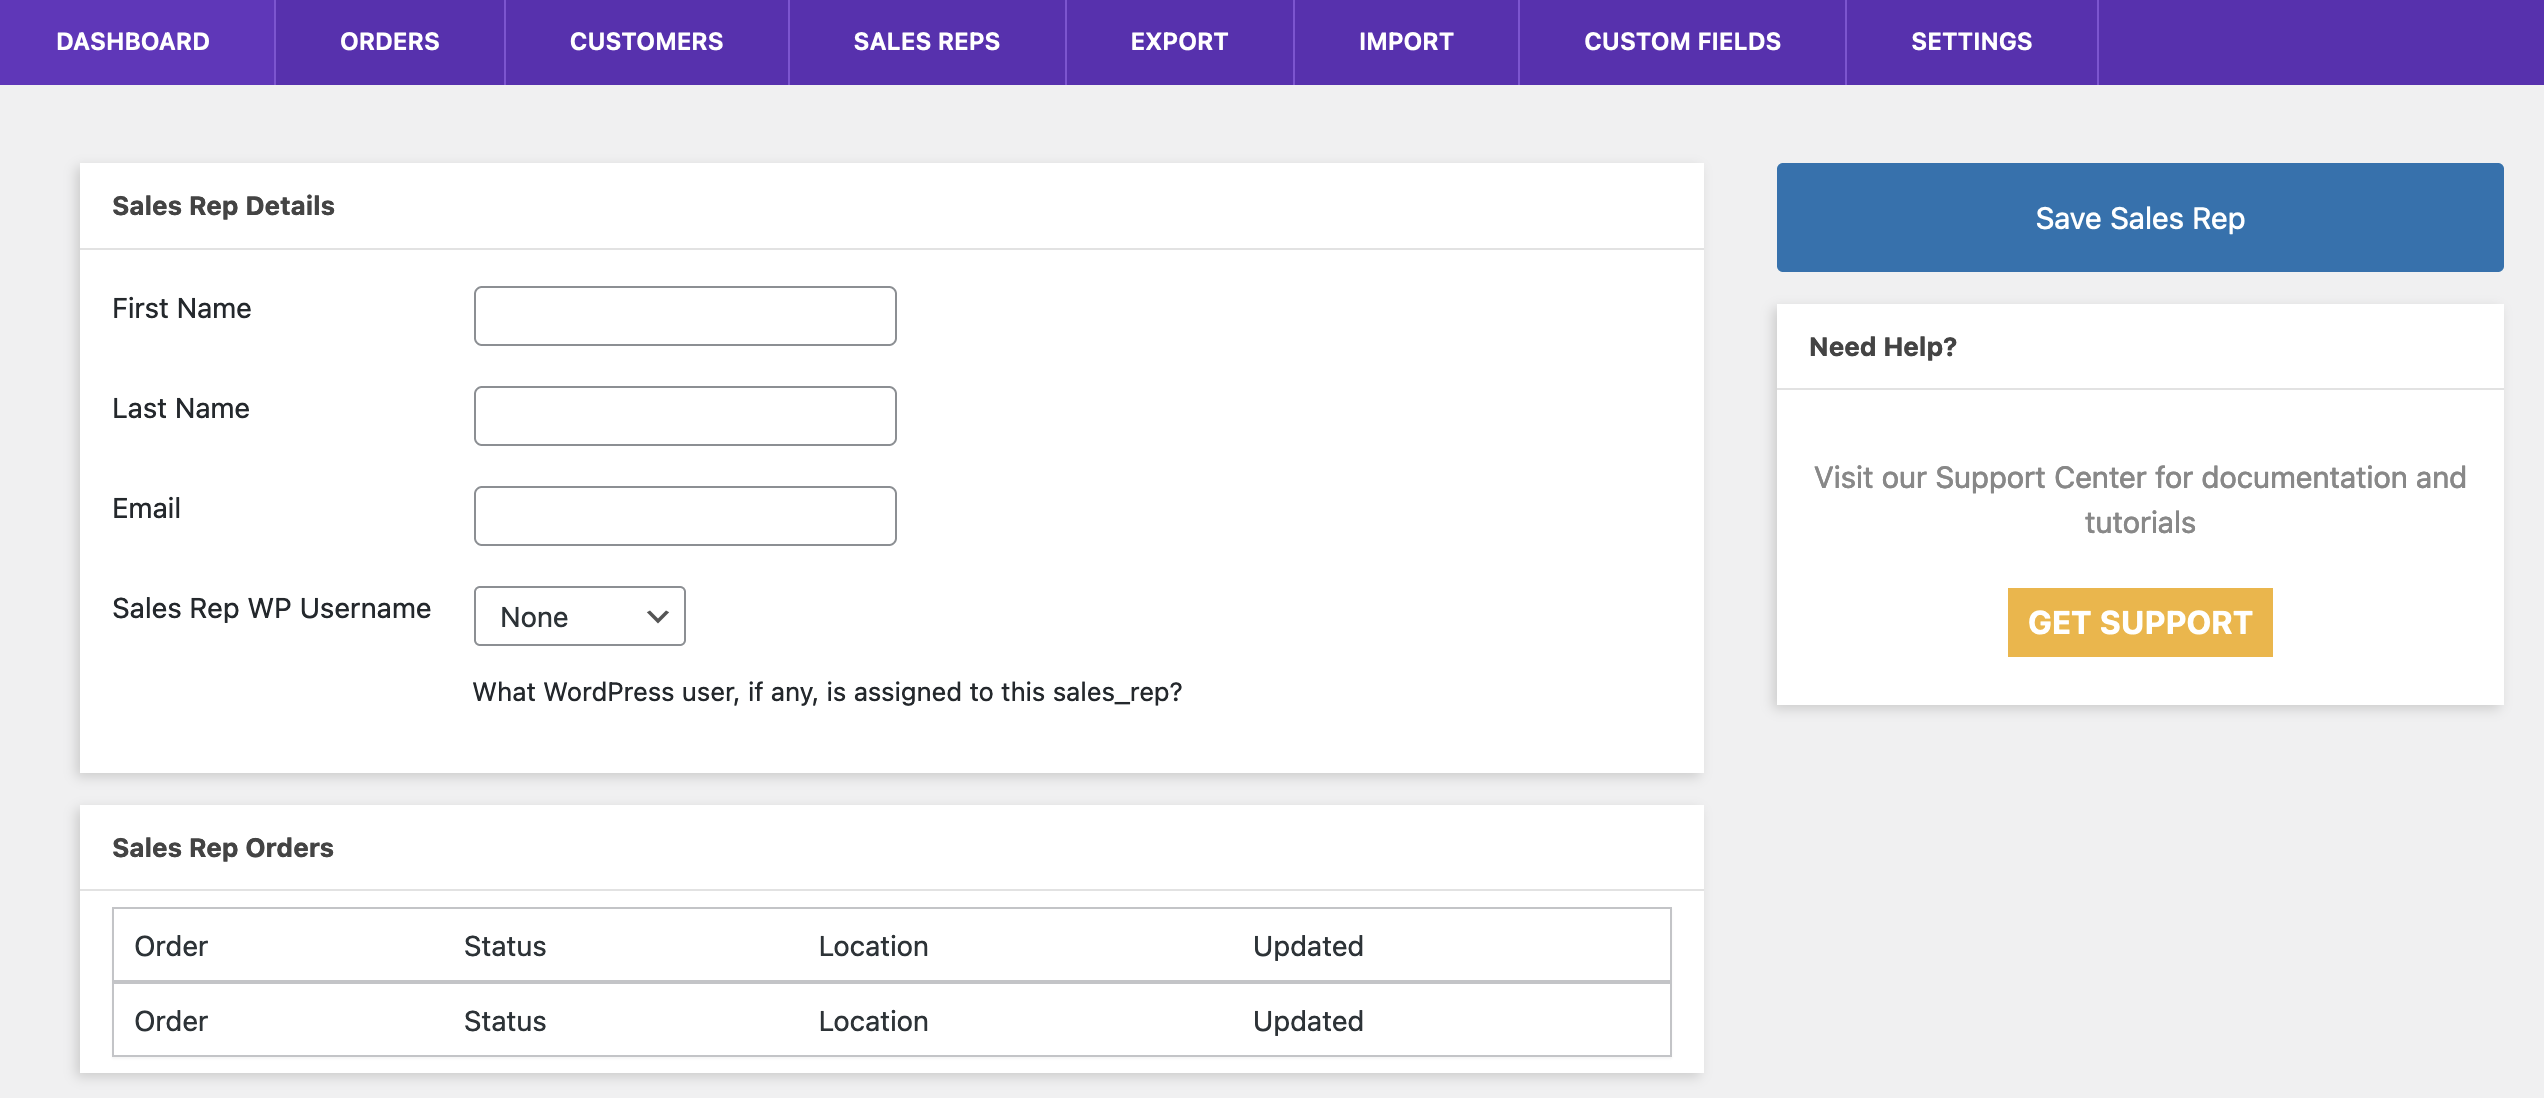 DASHBOARD ORDERS CUSTOMERS SALES REPS EXPORT IMPORT CUSTOM FIELDS SETTINGS
Sales Rep Details
First Name
Last Name
Email
Sales Rep WP Username None
What WordPress user, if any, is assigned to this sales_rep?
Sales Rep Orders
Order Status Location Updated
Order Status Location Updated
Save Sales Rep
Need Help?
Visit our Support Center for documentation and
tutorials
GET SUPPORT